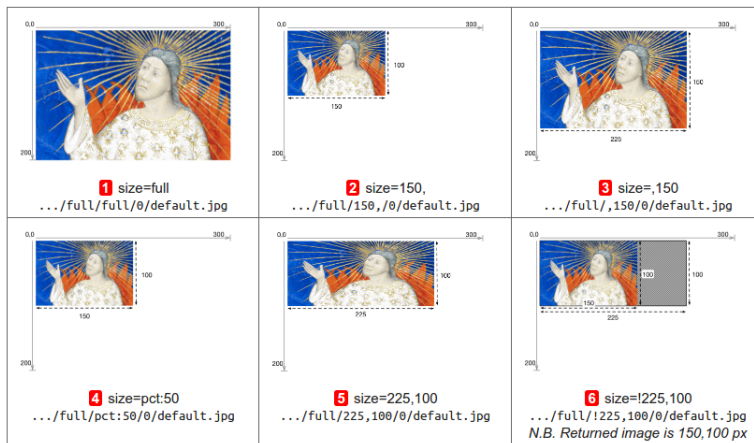 0,0 300
200
1 size=full
.../full/full/0/default.jpg
0,0 300
100
150
200
2 size=150,
.../full/150,/0/default.jpg
0,0 300
100
225
200
3 size=,150
.../full/,150/0/default.jpg
0,0 300
100
150
200
4 size=pct:50
.../full/pct:50/0/default.jpg
0,0 300
100
225
200
5 size=225,100
.../full/225,100/0/default.jpg
0,0 300
100 100
150
225
200
6 size=!225,100
.../full/!225,100/0/default.jpg
N.B. Returned image is 150,100 px